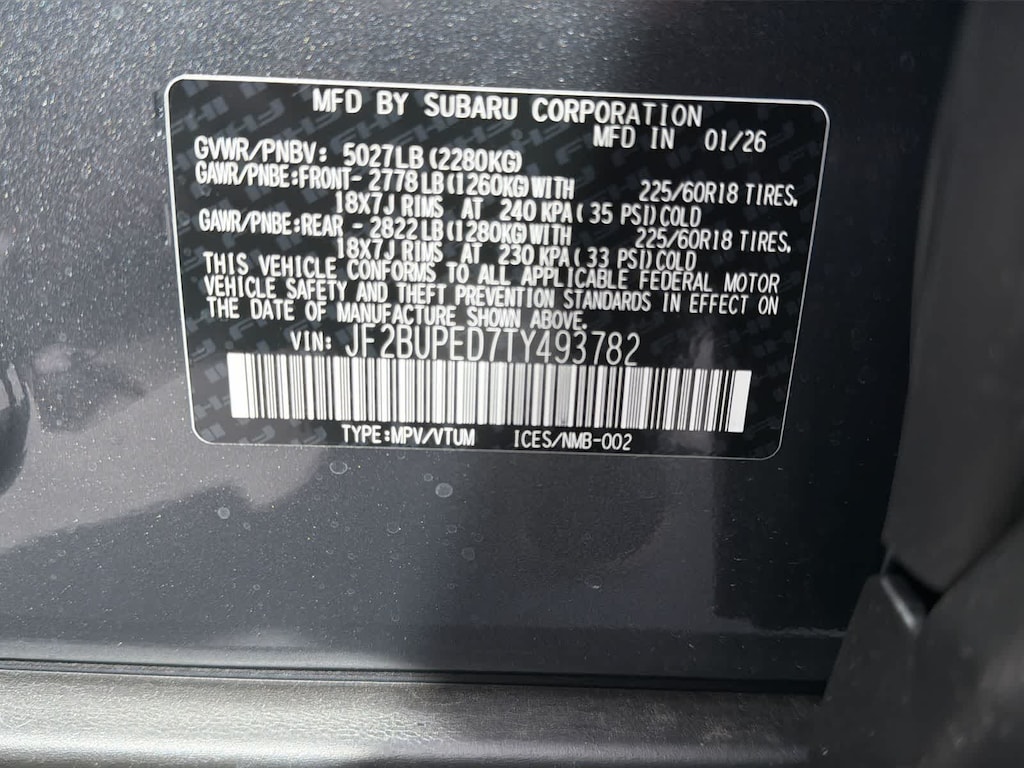 MFD BY SUBARU CORPORATION
MFD IN 01/26
GVWR/PNBV: 5027LB (2280KG)
GAWR/PNBE:FRONT- 2778LB (1260KG) WITH 225/60R18 TIRES,
18X7J RIMS AT 240 KPA (35 PSI) COLD
GAWR/PNBE:REAR - 2822LB (1280KG) WITH 225/60R18 TIRES,
18X7J RIMS AT 230 KPA (33 PSI) COLD
THIS VEHICLE CONFORMS TO ALL APPLICABLE FEDERAL MOTOR
VEHICLE SAFETY AND THEFT PREVENTION STANDARDS IN EFFECT ON
THE DATE OF MANUFACTURE SHOWN ABOVE.
VIN: JF2BUPED7TY493782
TYPE:MPV/VTUM ICES/NMB-002